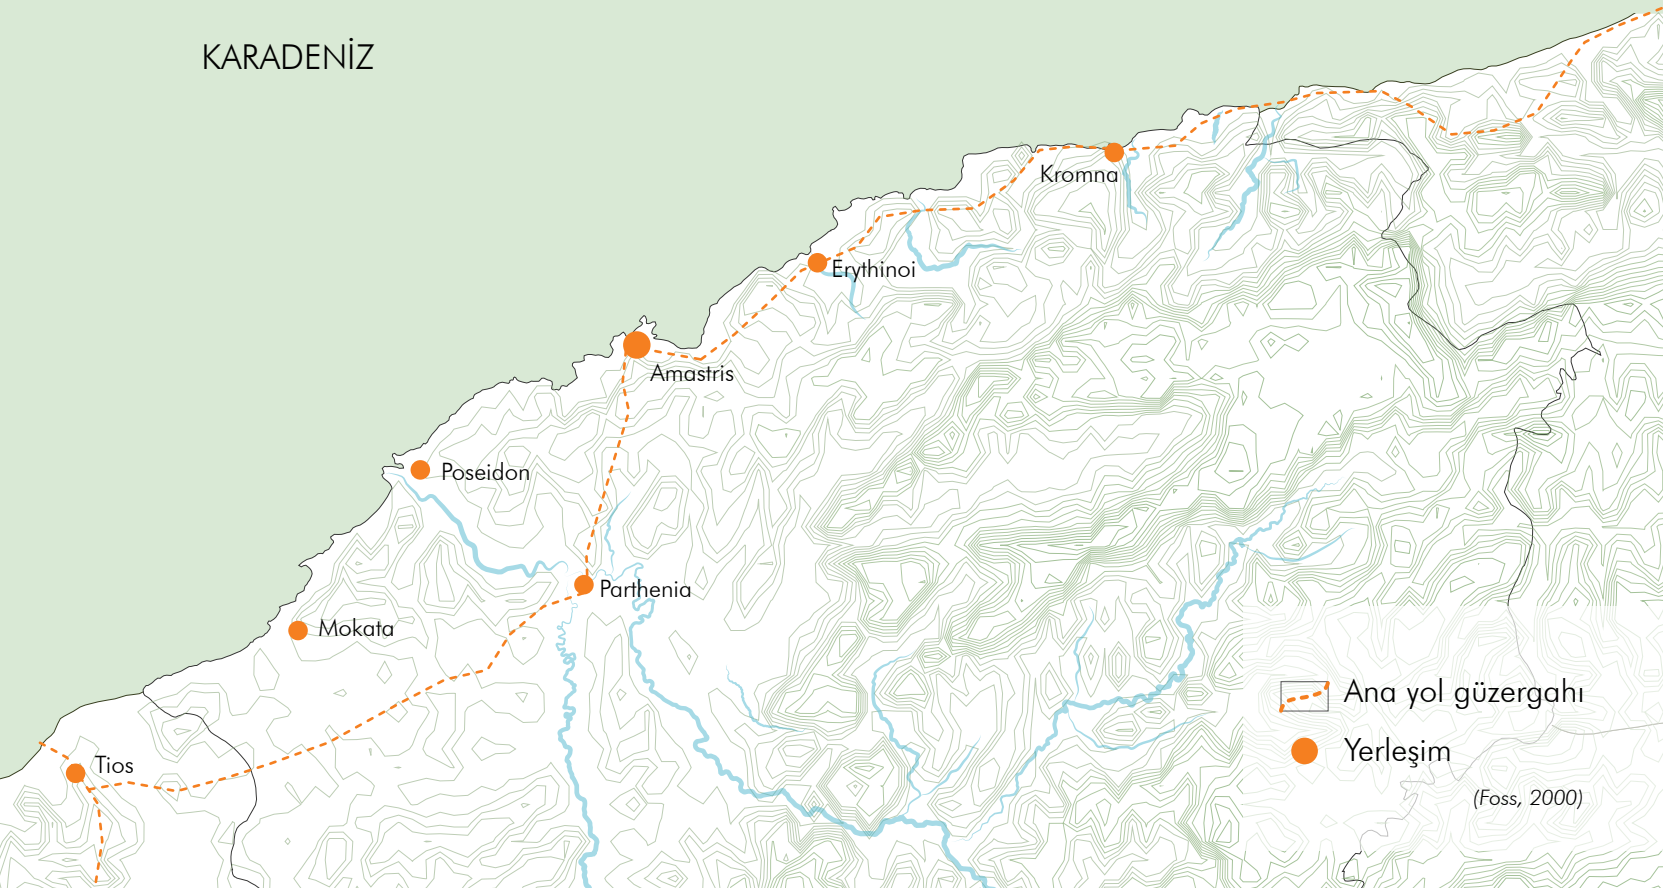 KARADENİZ
Kromna
Erythinoi
Amastris
Poseidon
Parthenia
Mokata
Tios
Ana yol güzergahı
Yerleşim
(Foss, 2000)